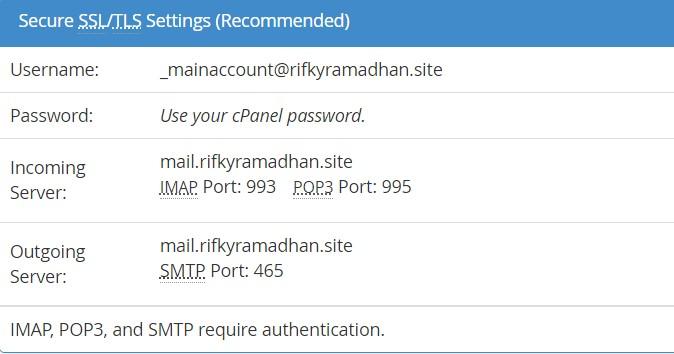 Secure SSL/TLS Settings (Recommended)
Username: _mainaccount@rifkyramadhan.site
Password: Use your cPanel password.
Incoming Server: mail.rifkyramadhan.site
IMAP Port: 993 POP3 Port: 995
Outgoing Server: mail.rifkyramadhan.site
SMTP Port: 465
IMAP, POP3, and SMTP require authentication.